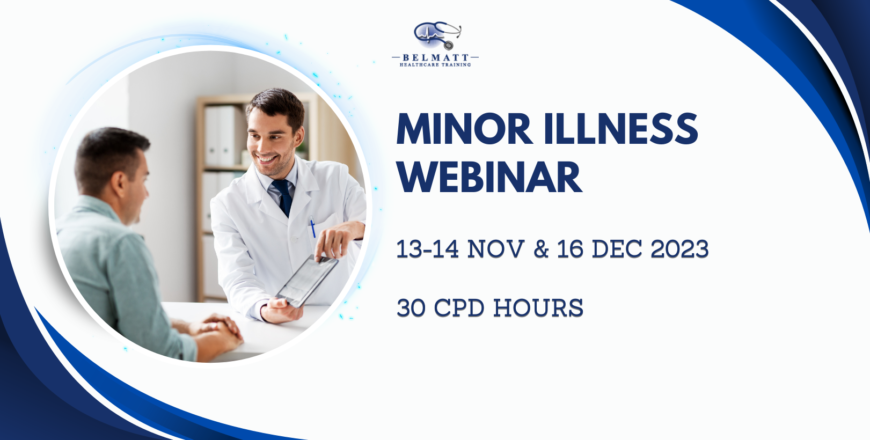 BELMATT
HEALTHCARE TRAINING
MINOR ILLNESS
WEBINAR
13-14 NOV & 16 DEC 2023
30 CPD HOURS